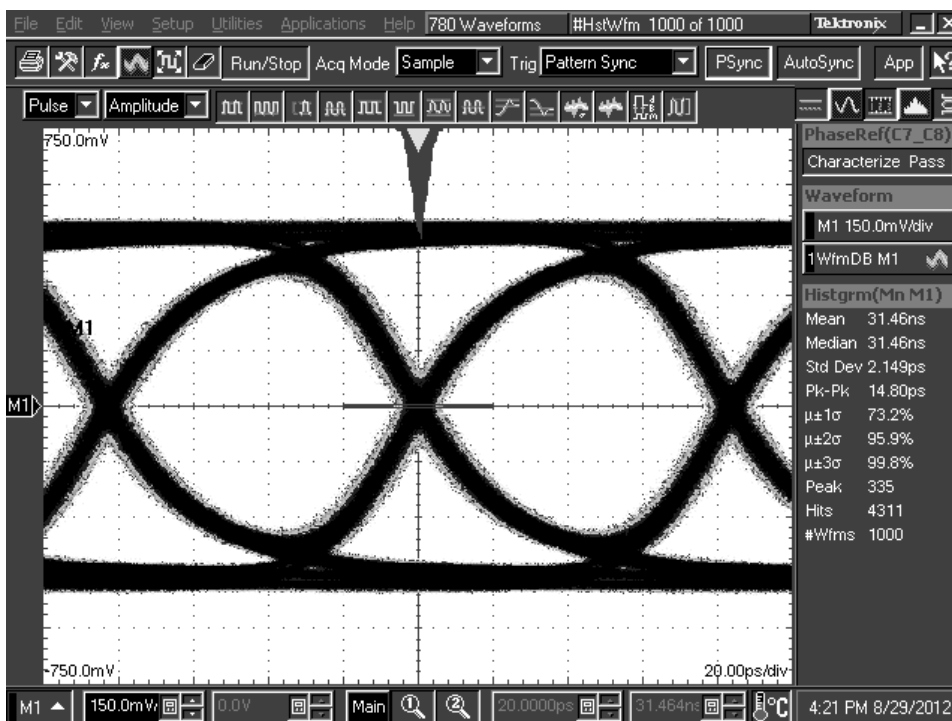 File Edit View Setup Utilities Applications Help 780 Waveforms #HstWfm 1000 of 1000 Tektronix
Run/Stop Acq Mode Sample Trig Pattern Sync PSync AutoSync App
Pulse Amplitude
750.0mV
M1
M1
-750.0mV
20.00ps/div
PhaseRef(C7_C8)
Characterize Pass
Waveform
M1 150.0mV/div
1WfmDB M1
Histgrm(Mn M1)
Mean 31.46ns
Median 31.46ns
Std Dev 2.149ps
Pk-Pk 14.80ps
µ±1σ 73.2%
µ±2σ 95.9%
µ±3σ 99.8%
Peak 335
Hits 4311
#Wfms 1000
M1 150.0mV/ 0.0V Main 1 2 20.0000ps 31.464ns °C 4:21 PM 8/29/2012